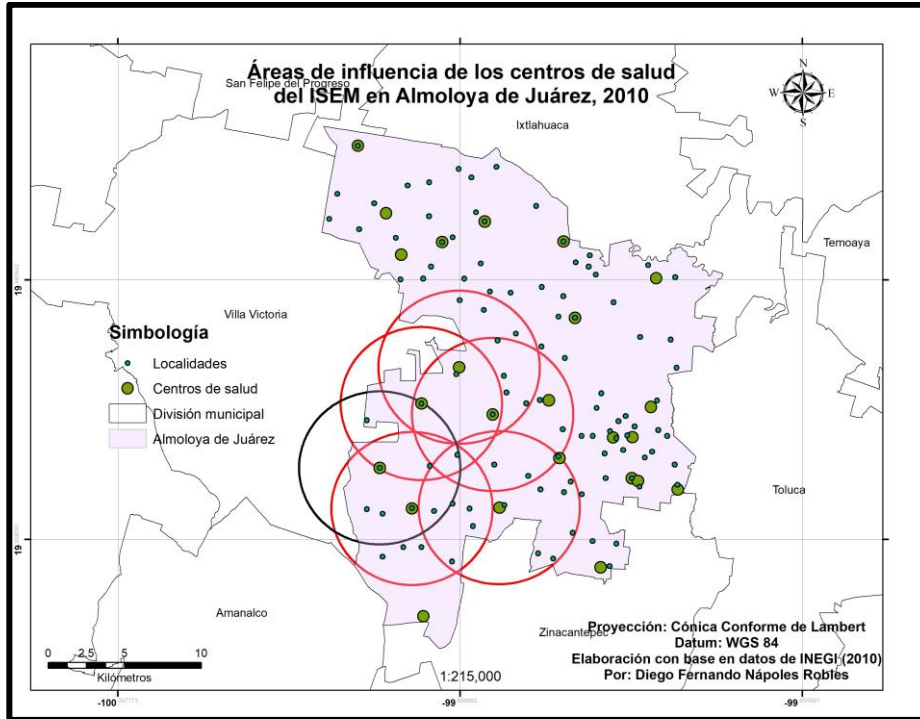 Áreas de influencia de los centros de salud
del ISEM en Almoloya de Juárez, 2010
San Felipe del Progreso
Ixtlahuaca
N
W
E
S
Temoaya
Villa Victoria
Simbología
Localidades
Centros de salud
División municipal
Almoloya de Juárez
Toluca
Amanalco
Zinacantepec
Proyección: Cónica Conforme de Lambert
Datum: WGS 84
Elaboración con base en datos de INEGI (2010)
Por: Diego Fernando Nápoles Robles
0 2.5 5 10
Kilómetros
1:215,000
-100
-99
-99
19
19